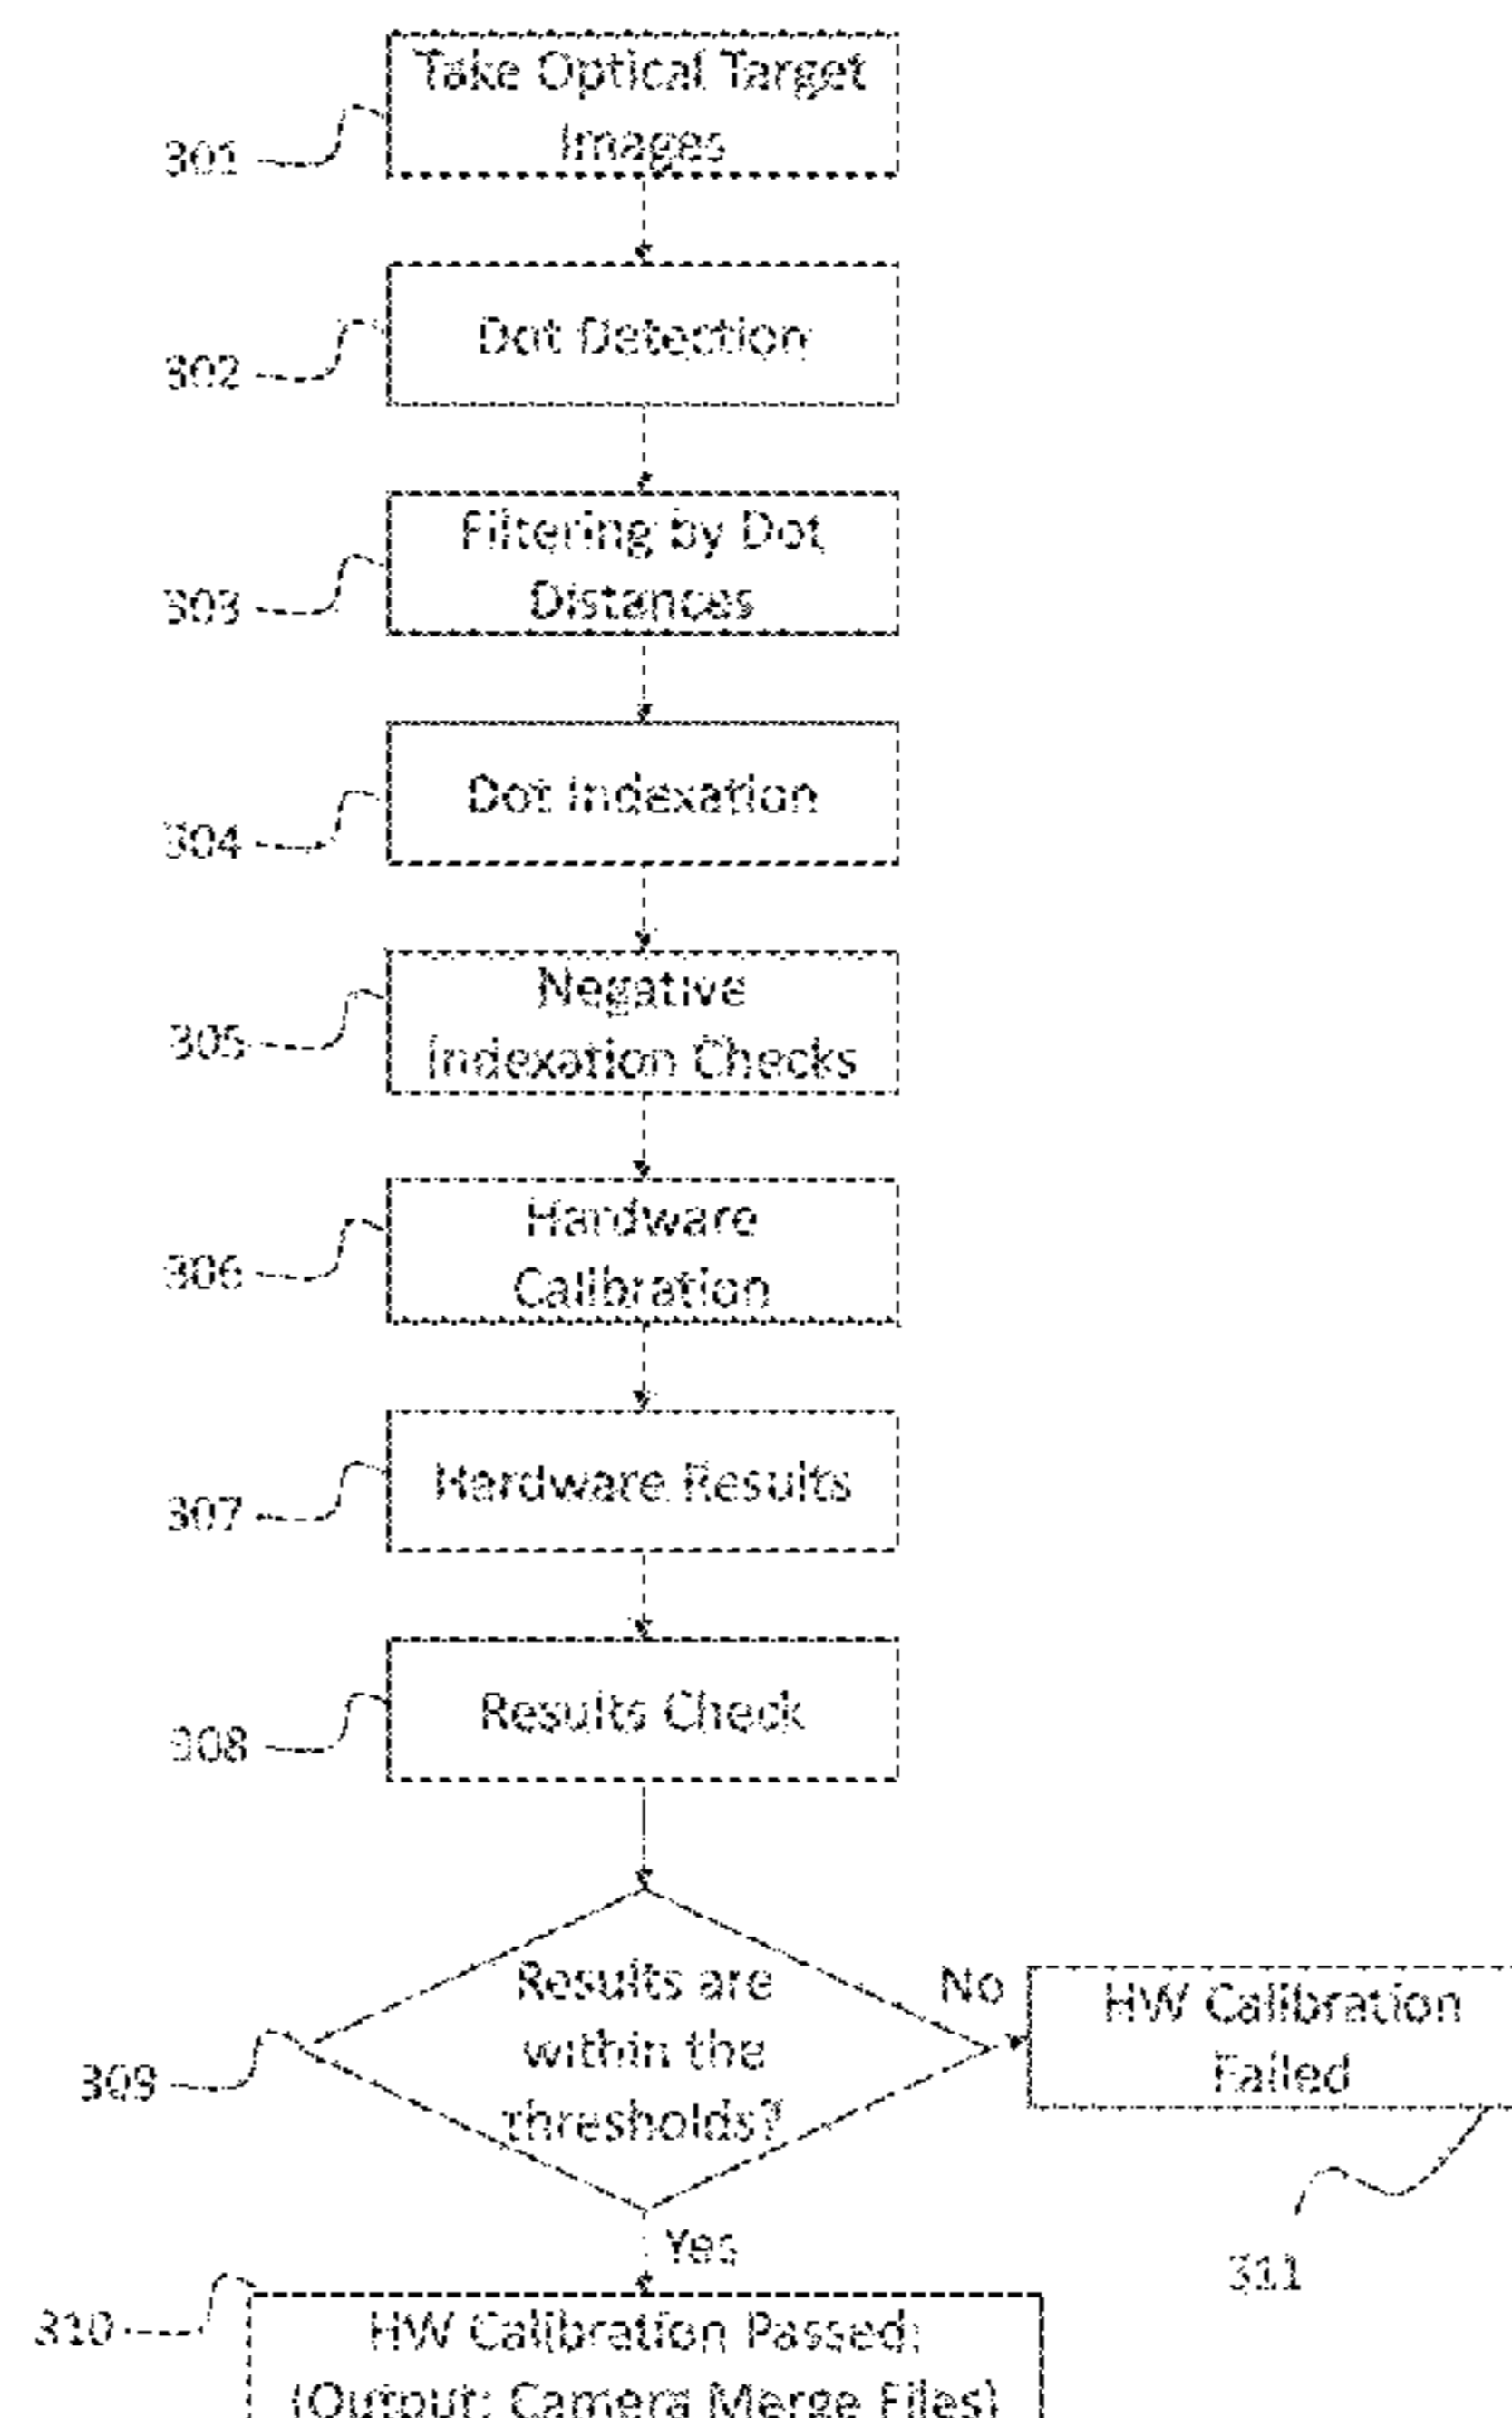 Take Optical Target
Images
301
Dot Detection
302
Filtering by Dot
Distances
303
Dot Indexation
304
Negative
Indexation Checks
305
Hardware
Calibration
306
Hardware Results
307
Results Check
308
Results are
within the
thresholds?
309
No
HW Calibration
Failed
311
Yes
310
HW Calibration Passed:
(Output: Camera Merge Files)